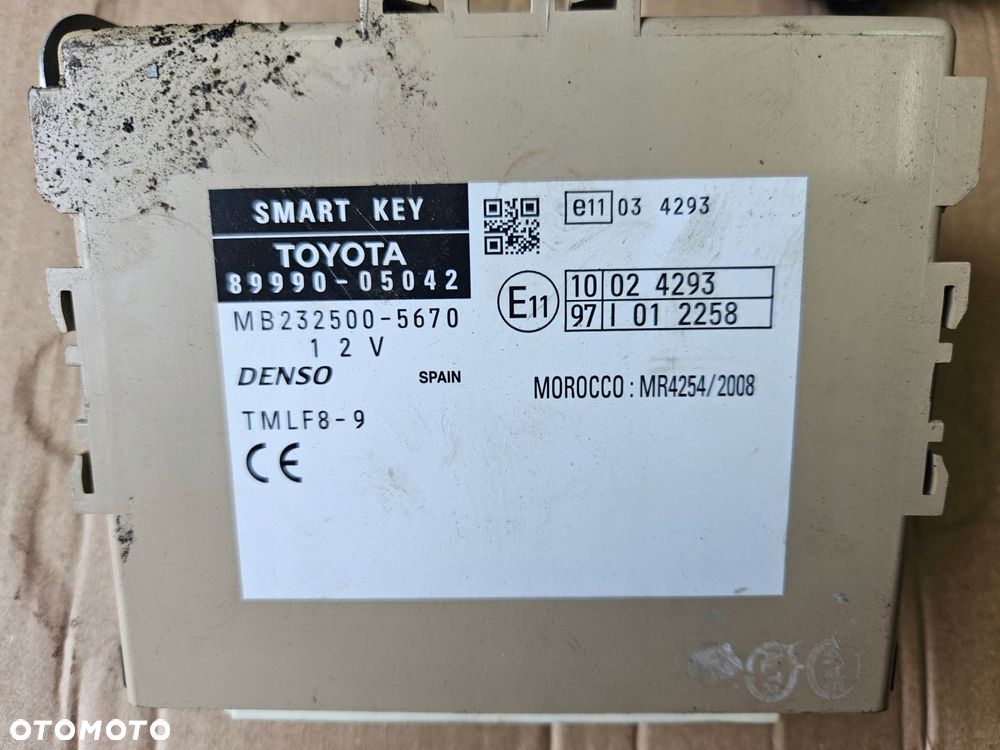 SMART KEY
TOYOTA
89990-05042
MB232500-5670
12V
DENSO SPAIN
TMLF8-9
CE
e11 03 4293
E11
10 02 4293
97 I 01 2258
MOROCCO : MR4254/2008
OTOMOTO